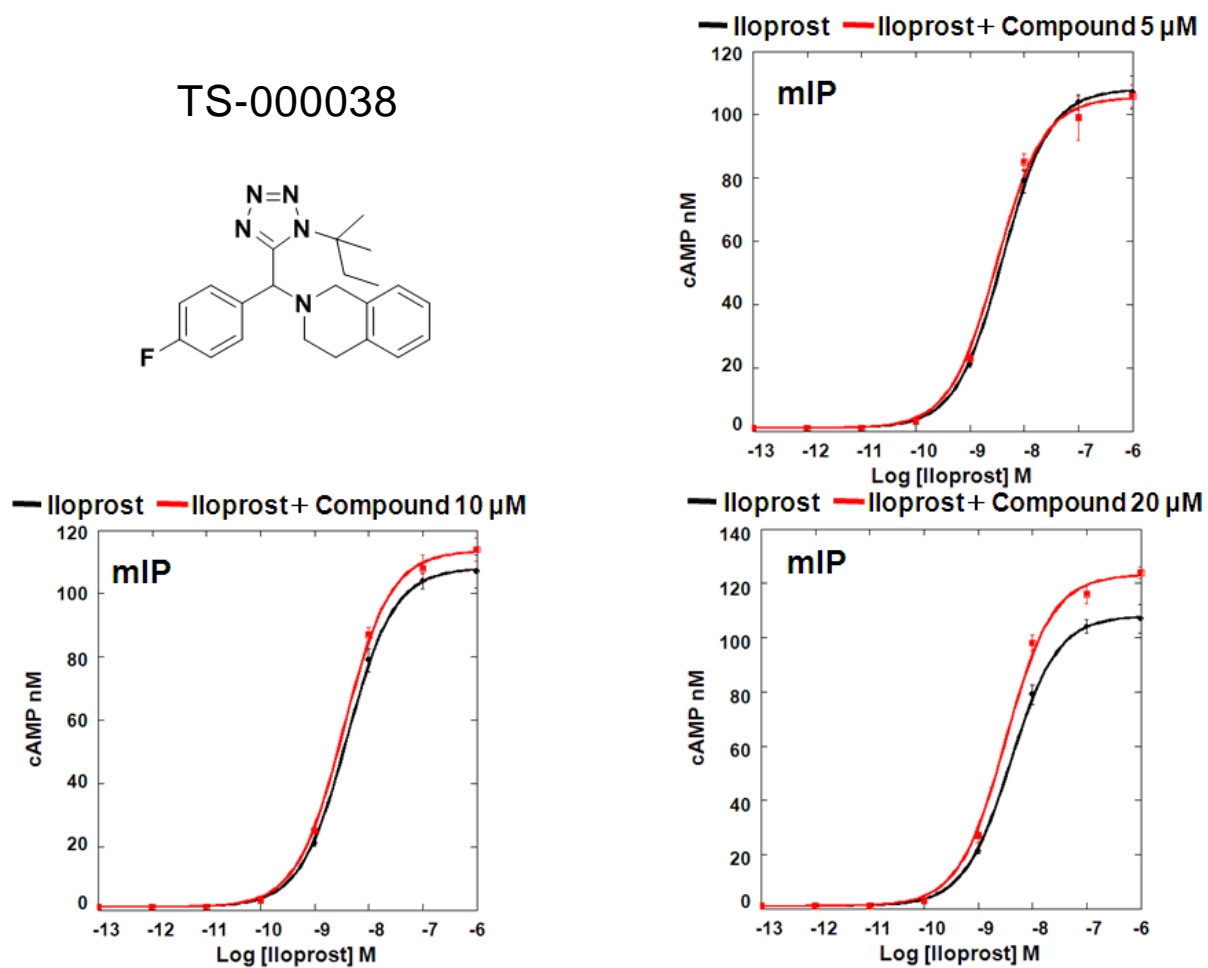 TS-000038
N=N
N N
N
F
Iloprost Iloprost + Compound 5 µM
mIP
120
100
80
60
40
20
0
cAMP nM
-13 -12 -11 -10 -9 -8 -7 -6
Log [Iloprost] M
Iloprost Iloprost + Compound 10 µM
mIP
120
100
80
60
40
20
0
cAMP nM
-13 -12 -11 -10 -9 -8 -7 -6
Log [Iloprost] M
Iloprost Iloprost + Compound 20 µM
mIP
140
120
100
80
60
40
20
0
cAMP nM
-13 -12 -11 -10 -9 -8 -7 -6
Log [Iloprost] M